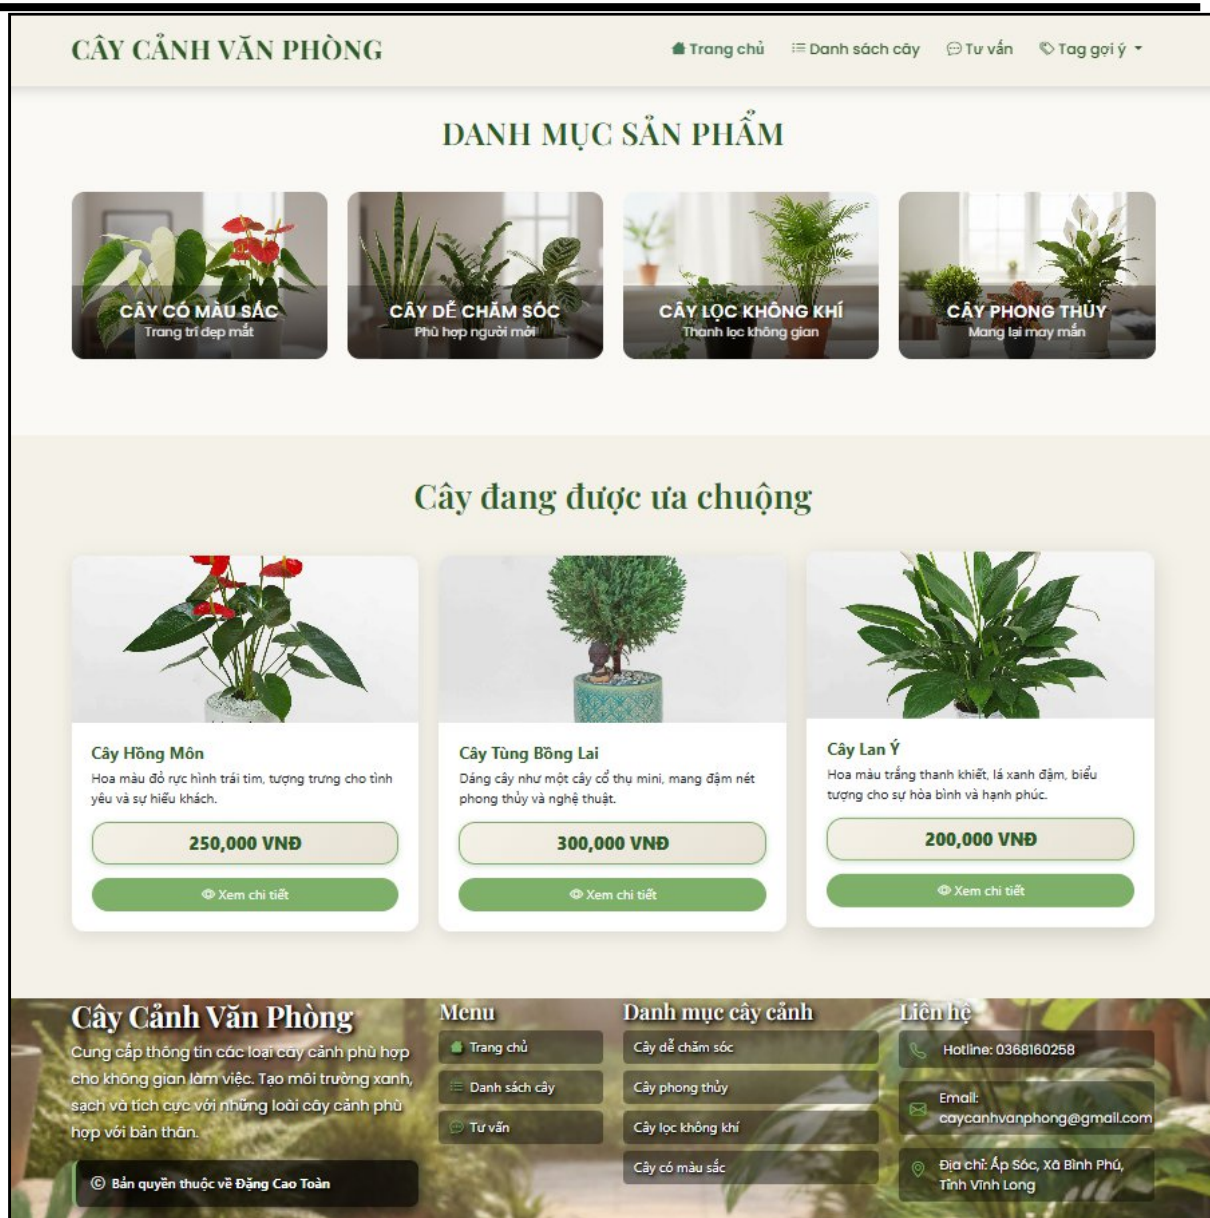 CÂY CẢNH VĂN PHÒNG
Trang chủ Danh sách cây Tư vấn Tag gợi ý
DANH MỤC SẢN PHẨM
CÂY CÓ MÀU SẮC
Trang trí đẹp mắt
CÂY DỄ CHĂM SÓC
Phù hợp người mới
CÂY LỌC KHÔNG KHÍ
Thanh lọc không gian
CÂY PHONG THỦY
Mang lại may mắn
Cây đang được ưa chuộng
Cây Hồng Môn
Hoa màu đỏ rực hình trái tim, tượng trưng cho tình
yêu và sự hiếu khách.
250,000 VNĐ
Xem chi tiết
Cây Tùng Bồng Lai
Dáng cây như một cây cổ thụ mini, mang đậm nét
phong thủy và nghệ thuật.
300,000 VNĐ
Xem chi tiết
Cây Lan Ý
Hoa màu trắng thanh khiết, lá xanh đậm, biểu
tượng cho sự hòa bình và hạnh phúc.
200,000 VNĐ
Xem chi tiết
Cây Cảnh Văn Phòng
Cung cấp thông tin các loại cây cảnh phù hợp
cho không gian làm việc. Tạo môi trường xanh,
sạch và tích cực với những loài cây cảnh phù
hợp với bản thân.
© Bản quyền thuộc về Đặng Cao Toàn
Menu
Trang chủ
Danh sách cây
Tư vấn
Danh mục cây cảnh
Cây dễ chăm sóc
Cây phong thủy
Cây lọc không khí
Cây có màu sắc
Liên hệ
Hotline: 0368160258
Email:
caycanhvanphong@gmail.com
Địa chỉ: Ấp Sóc, Xã Bình Phú,
Tỉnh Vĩnh Long